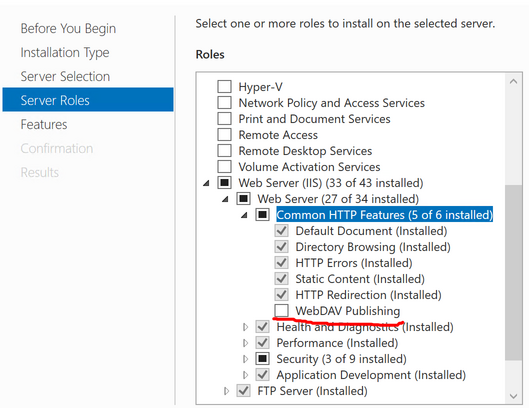 Before You Begin
Installation Type
Server Selection
Server Roles
Features
Confirmation
Results
Select one or more roles to install on the selected server.
Roles
Hyper-V
Network Policy and Access Services
Print and Document Services
Remote Access
Remote Desktop Services
Volume Activation Services
Web Server (IIS) (33 of 43 installed)
Web Server (27 of 34 installed)
Common HTTP Features (5 of 6 installed)
Default Document (Installed)
Directory Browsing (Installed)
HTTP Errors (Installed)
Static Content (Installed)
HTTP Redirection (Installed)
WebDAV Publishing
Health and Diagnostics (Installed)
Performance (Installed)
Security (3 of 9 installed)
Application Development (Installed)
FTP Server (Installed)